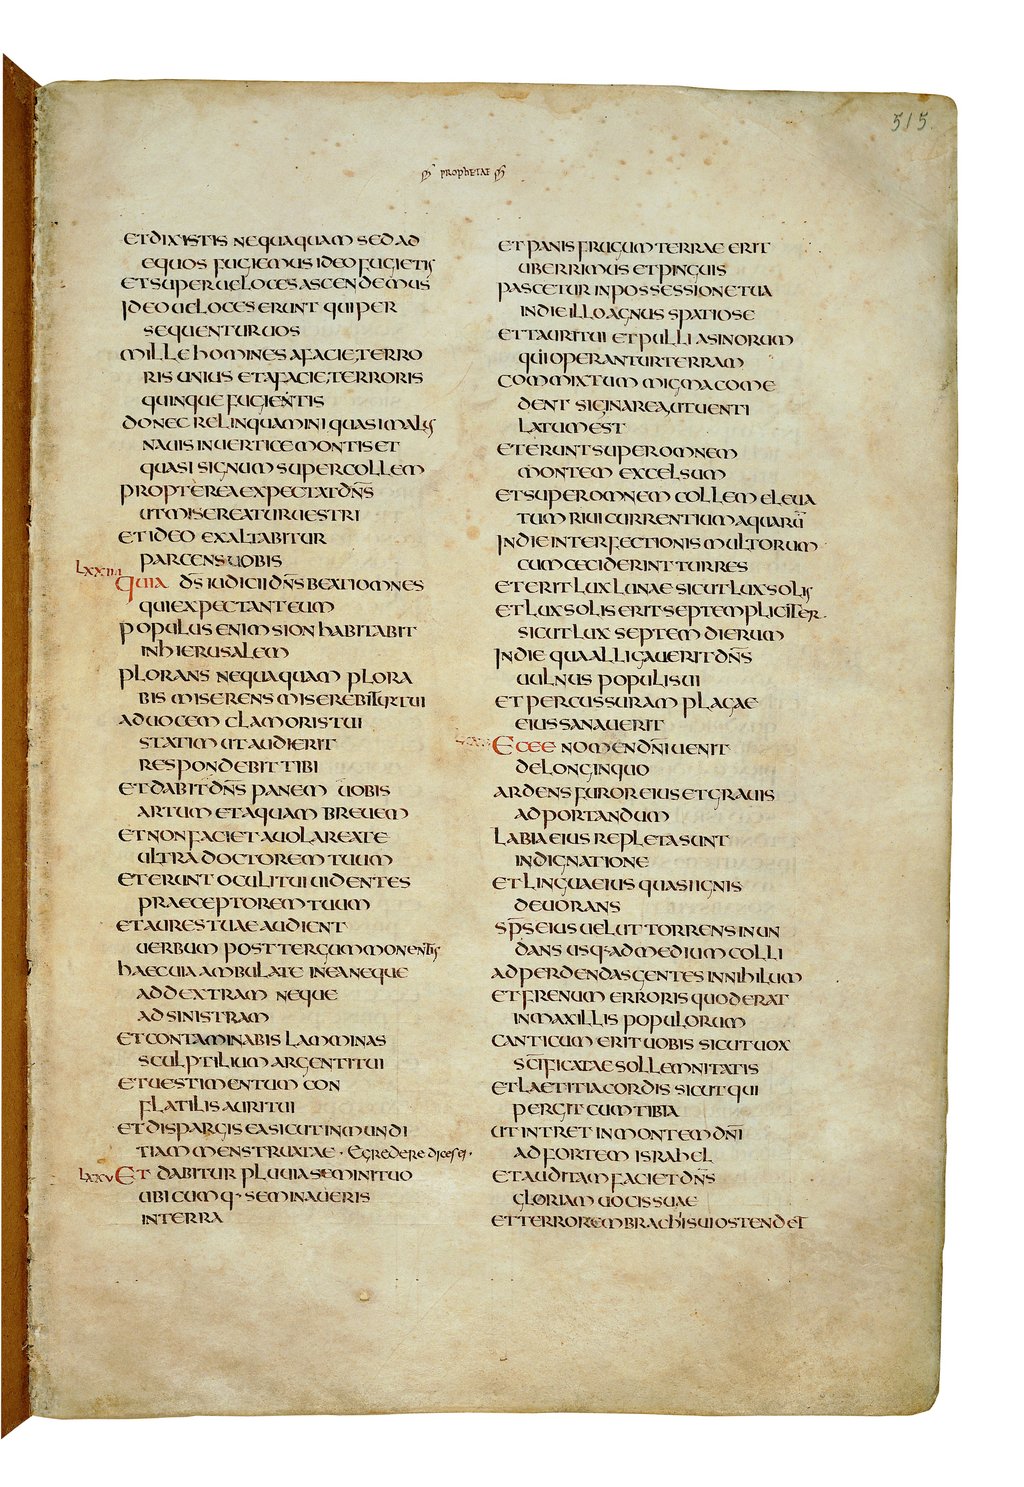 515.
PROPHETAE
ET DIXISTIS NEQUAQUAM SED AD
EQUOS FUGIEMUS IDEO FUGIETIS
ET SUPER UELOCES ASCENDEMUS
IDEO UELOCES ERUNT QUI PER
SEQUENTUR UOS
MILLE HOMINES A FACIE TERRO
RIS UNIUS ET A FACIE TERRORIS
QUINQUE FUGIENTIS
DONEC RELINQUAMINI QUASI MALUS
NAUIS IN UERTICE MONTIS ET
QUASI SIGNUM SUPER COLLEM
PROPTEREA EXPECTAT DN̄S
UT MISEREATUR UESTRI
ET IDEO EXALTABITUR
PARCENS UOBIS
LXXIIII
QUIA DS̄ IUDICII DN̄S BEATI OMNES
QUI EXPECTANT EUM
POPULUS ENIM SION HABITABIT
IN HIERUSALEM
PLORANS NEQUAQUAM PLORA
BIS MISERENS MISEREBITUR TUI
AD UOCEM CLAMORIS TUI
STATIM UT AUDIERIT
RESPONDEBIT TIBI
ET DABIT DN̄S PANEM UOBIS
ARTUM ET AQUAM BREUEM
ET NON FACIET AUOLARE A TE
ULTRA DOCTOREM TUUM
ET ERUNT OCULI TUI UIDENTES
PRAECEPTOREM TUUM
ET AURES TUAE AUDIENT
UERBUM POST TERGUM MONENTIS
HAEC UIA AMBULATE IN EA NEQUE
AD DEXTRAM NEQUE
AD SINISTRAM
ET CONTAMINABIS LAMMINAS
SCULPTILIUM ARGENTI TUI
ET UESTIMENTUM CON
FLATILIS AURI TUI
ET DISPARGIS EA SICUT INMUNDI
TIAM MENSTRUATAE · EGREDERE DICES EI ·
LXXV ET DABITUR PLUUIA SEMINI TUO
UBICUMQ· SEMINAUERIS
IN TERRA
ET PANIS FRUGUM TERRAE ERIT
UBERRIMUS ET PINGUIS
PASCETUR IN POSSESSIONE TUA
IN DIE ILLO AGNUS SPATIOSE
ET TAURI TUI ET PULLI ASINORUM
QUI OPERANTUR TERRAM
COMMIXTUM MIGMA COME
DENT SIC IN AREA UT UENTI
LATUM EST
ET ERUNT SUPER OMNEM
MONTEM EXCELSUM
ET SUPER OMNEM COLLEM ELEUA
TUM RIUI CURRENTIUM AQUARŪ
IN DIE INTERFECTIONIS MULTORUM
CUM CECIDERINT TURRES
ET ERIT LUX LUNAE SICUT LUX SOLIS
ET LUX SOLIS ERIT SEPTEMPLICITER
SICUT LUX SEPTEM DIERUM
IN DIE QUA ALLIGAUERIT DN̄S
UULNUS POPULI SUI
ET PERCUSSURAM PLAGAE
EIUS SANAUERIT
ECCE NOMEN DN̄I UENIT
DE LONGINQUO
ARDENS FUROR EIUS ET GRAUIS
AD PORTANDUM
LABIA EIUS REPLETA SUNT
INDIGNATIONE
ET LINGUA EIUS QUASI IGNIS
DEUORANS
SPS̄ EIUS UELUT TORRENS INUN
DANS USQ· AD MEDIUM COLLI
AD PERDENDAS GENTES IN NIHILUM
ET FRENUM ERRORIS QUOD ERAT
IN MAXILLIS POPULORUM
CANTICUM ERIT UOBIS SICUT UOX
SC̄IFICATAE SOLLEMNITATIS
ET LAETITIA CORDIS SICUT QUI
PERGIT CUM TIBIA
UT INTRET IN MONTEM DN̄I
AD FORTEM ISRAHEL
ET AUDITAM FACIET DN̄S
GLORIAM UOCIS SUAE
ET TERROREM BRACHII SUI OSTENDET